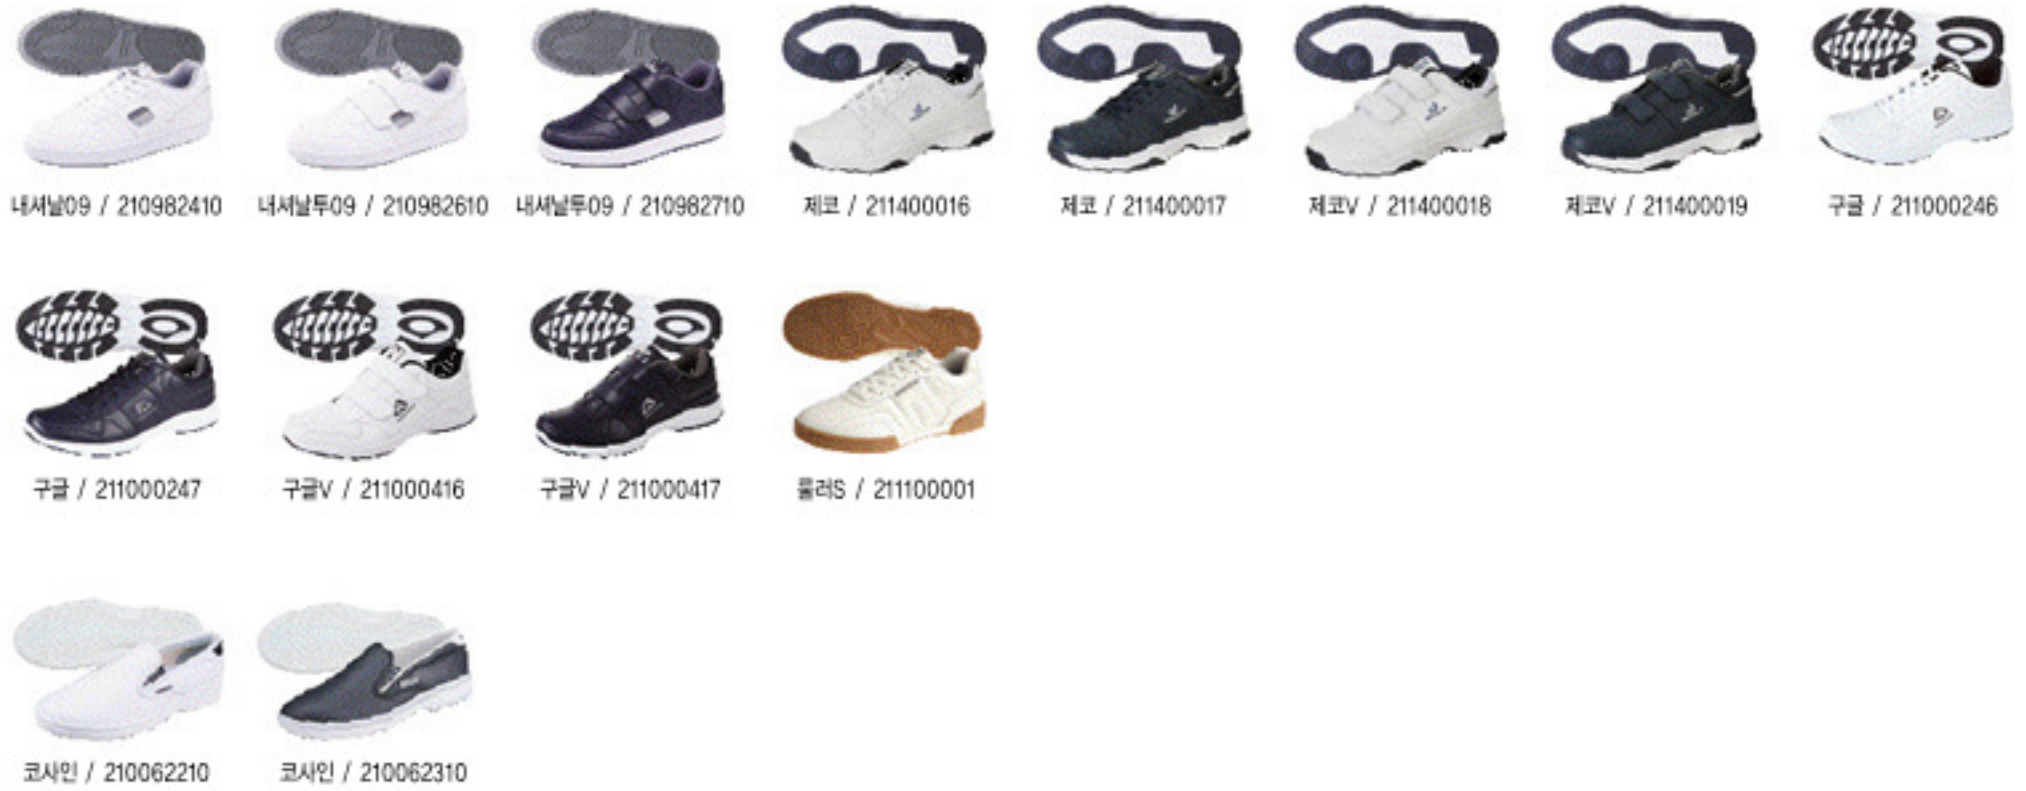 내셔날09 / 210982410
내셔날투09 / 210982610
내셔날투09 / 210982710
제코 / 211400016
제코 / 211400017
제코V / 211400018
제코V / 211400019
구글 / 211000246
구글 / 211000247
구글V / 211000416
구글V / 211000417
룰러S / 211100001
코사인 / 210062210
코사인 / 210062310